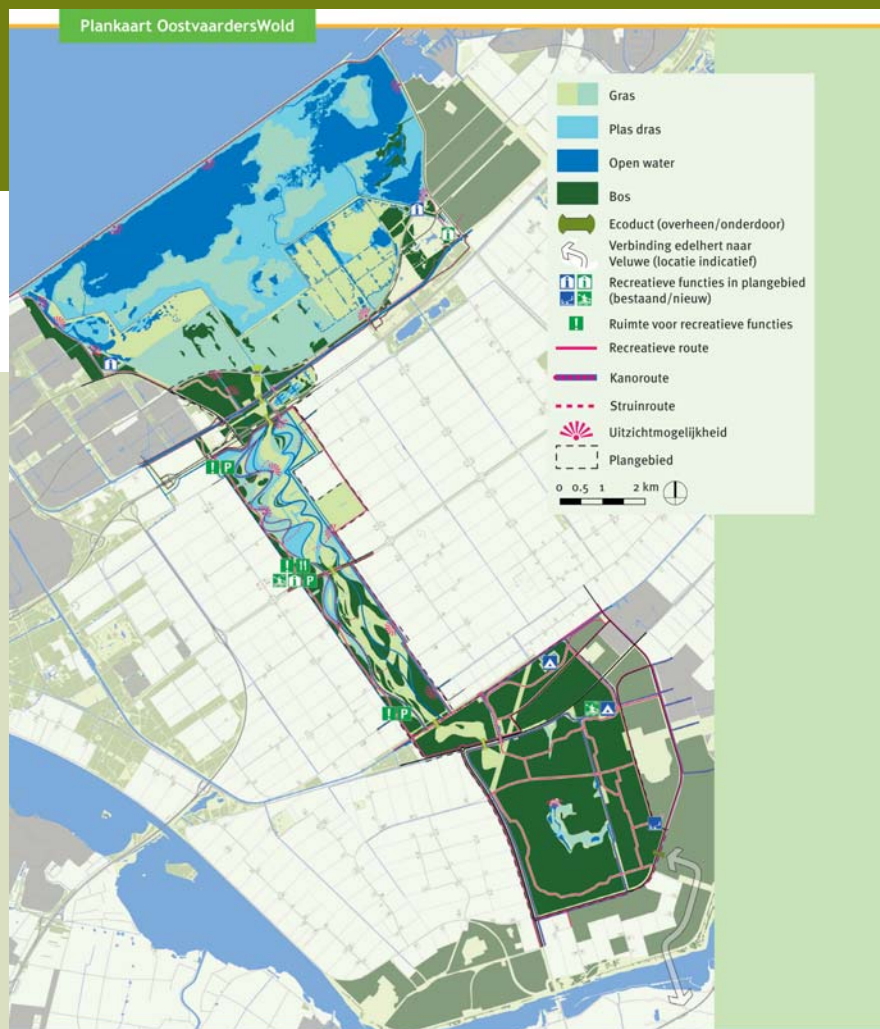 Plankaart OostvaardersWold
Gras
Plas dras
Open water
Bos
Ecoduct (overheen/onderdoor)
Verbinding edelhert naar
Veluwe (locatie indicatief)
Recreatieve functies in plangebied
(bestaand/nieuw)
Ruimte voor recreatieve functies
Recreatieve route
Kanoroute
Struinroute
Uitzichtmogelijkheid
Plangebied
0 0.5 1 2 km
! P
!
i P
! P